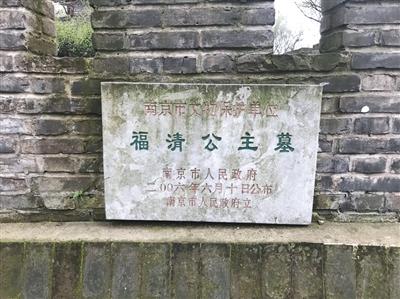 南京市文物保护单位
福清公主墓
南京市人民政府
二〇〇六年六月十日公布
南京市人民政府立